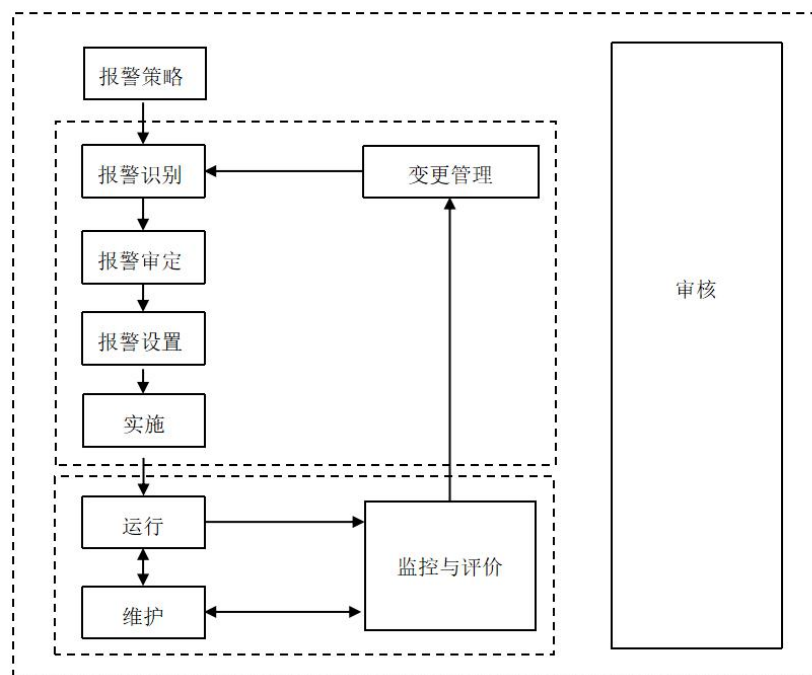 报警策略
报警识别
变更管理
报警审定
审核
报警设置
实施
运行
监控与评价
维护